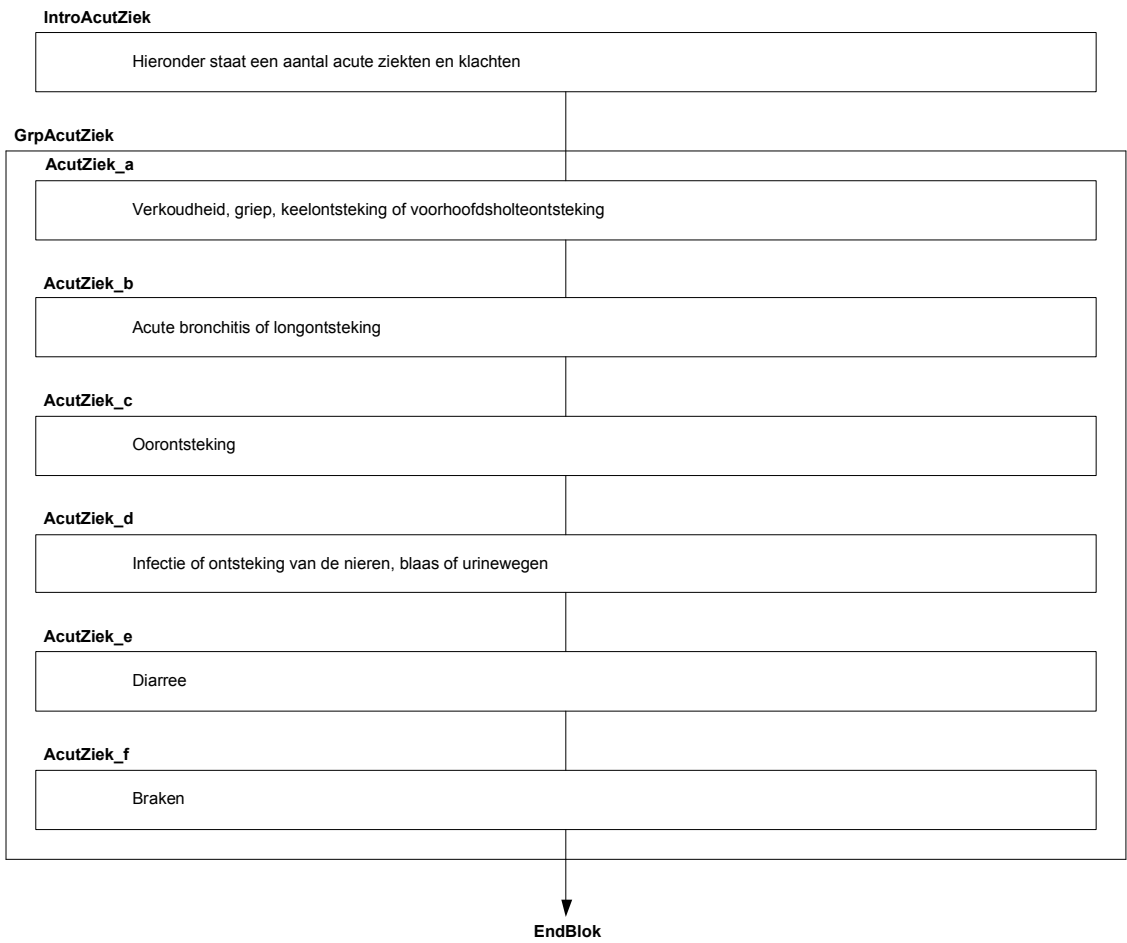 IntroAcutZiek
Hieronder staat een aantal acute ziekten en klachten
GrpAcutZiek
AcutZiek_a
Verkoudheid, griep, keelontsteking of voorhoofdsholteontsteking
AcutZiek_b
Acute bronchitis of longontsteking
AcutZiek_c
Oorontsteking
AcutZiek_d
Infectie of ontsteking van de nieren, blaas of urinewegen
AcutZiek_e
Diarree
AcutZiek_f
Braken
EndBlok